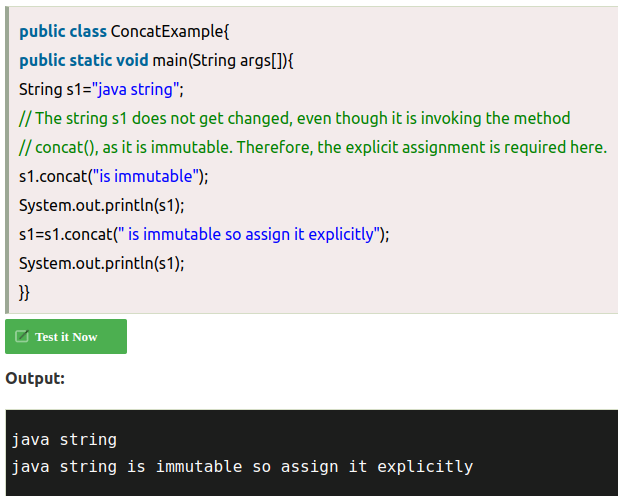 public class ConcatExample{
public static void main(String args[]){
String s1="java string";
// The string s1 does not get changed, even though it is invoking the method
// concat(), as it is immutable. Therefore, the explicit assignment is required here.
s1.concat("is immutable");
System.out.println(s1);
s1=s1.concat(" is immutable so assign it explicitly");
System.out.println(s1);
}}
Test it Now
Output:
java string
java string is immutable so assign it explicitly